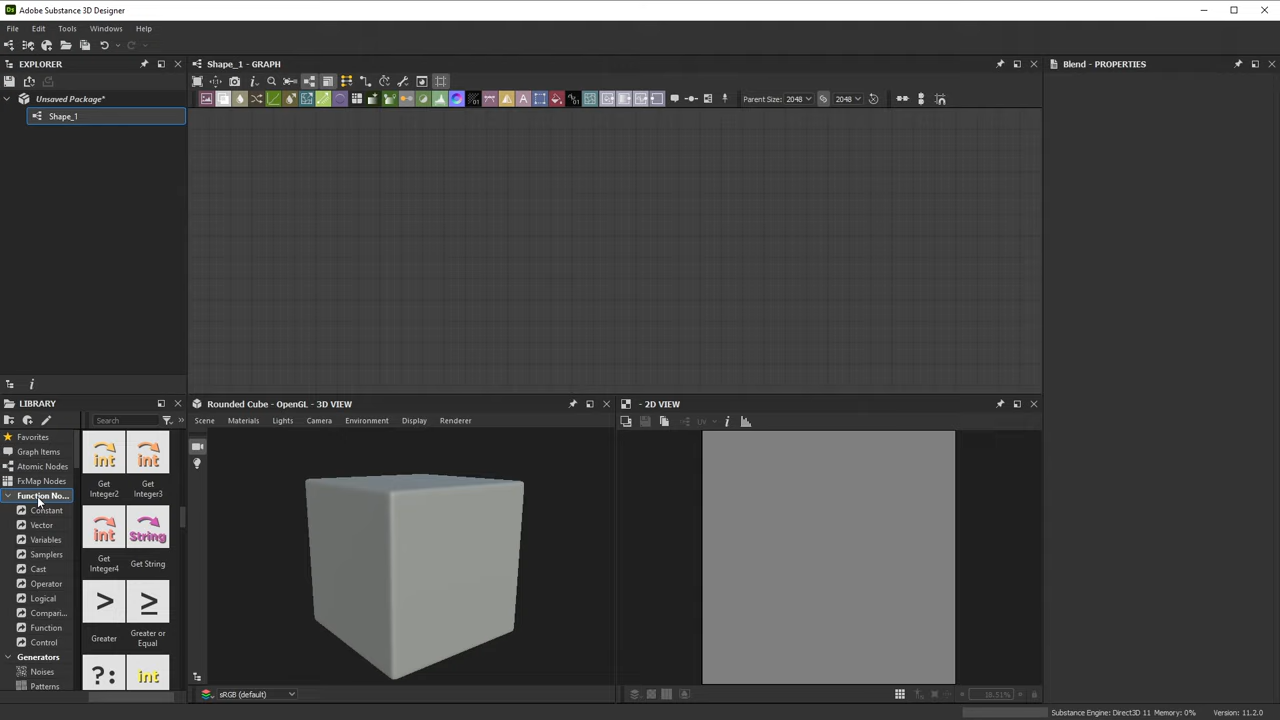 Adobe Substance 3D Designer
File Edit Tools Windows Help
EXPLORER
Unsaved Package*
Shape_1
Shape_1 - GRAPH
Parent Size: 2048 2048
Blend - PROPERTIES
LIBRARY
Search
Favorites
Graph Items
Atomic Nodes
FxMap Nodes
Function No...
Constant
Vector
Variables
Samplers
Cast
Operator
Logical
Compari...
Function
Control
Generators
Noises
Patterns
int int
Get Integer2 Get Integer3
int String
Get Integer4 Get String
> ≥
Greater Greater or Equal
?: int
Rounded Cube - OpenGL - 3D VIEW
Scene Materials Lights Camera Environment Display Renderer
sRGB (default)
- 2D VIEW
UV
18.51%
Substance Engine: Direct3D 11 Memory: 0% Version: 11.2.0